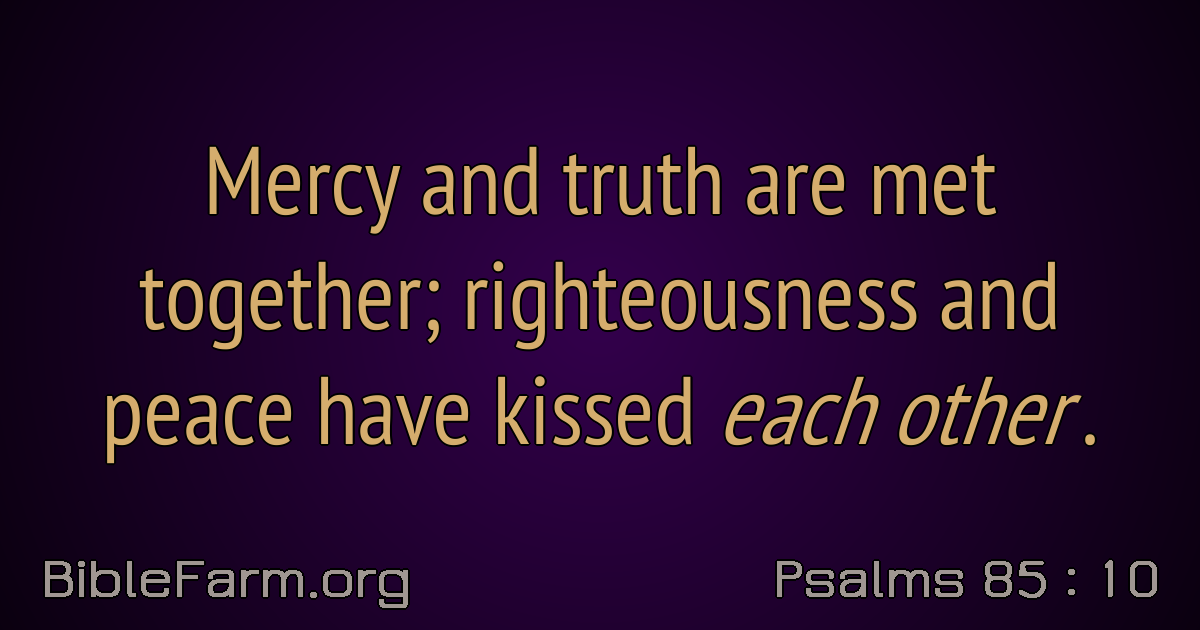 Mercy and truth are met
together; righteousness and
peace have kissed each other.
BibleFarm.org
Psalms 85 : 10